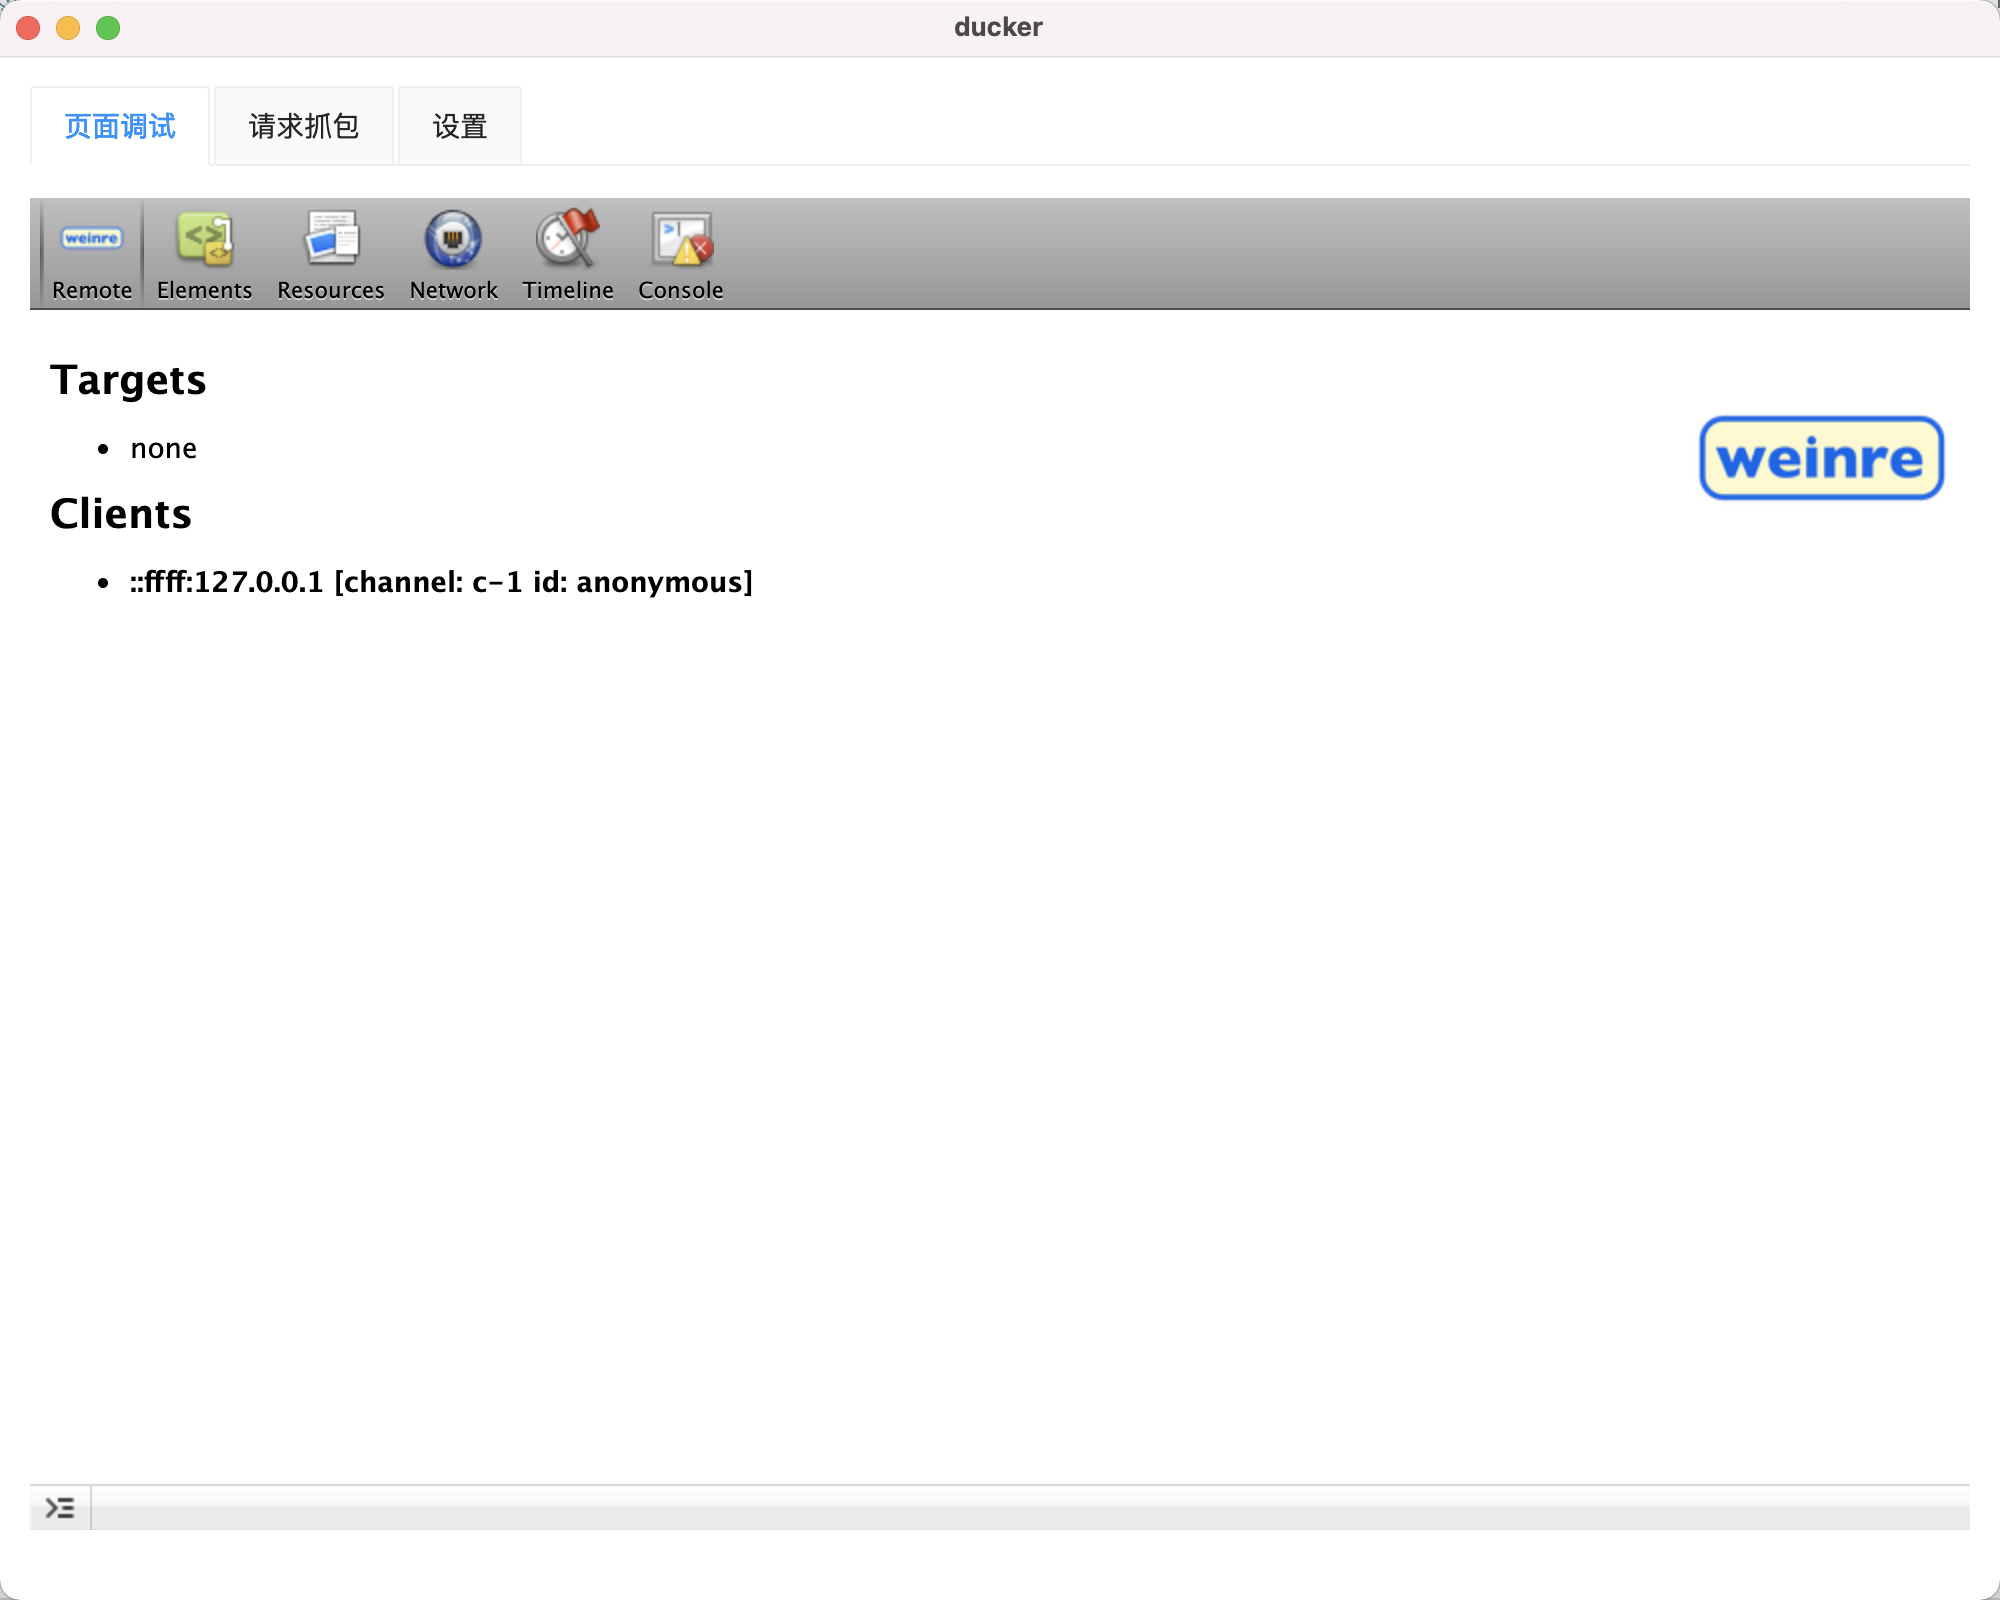 ducker
页面调试 请求抓包 设置
weinre
Remote Elements Resources Network Timeline Console
Targets
none
weinre
Clients
::ffff:127.0.0.1 [channel: c-1 id: anonymous]